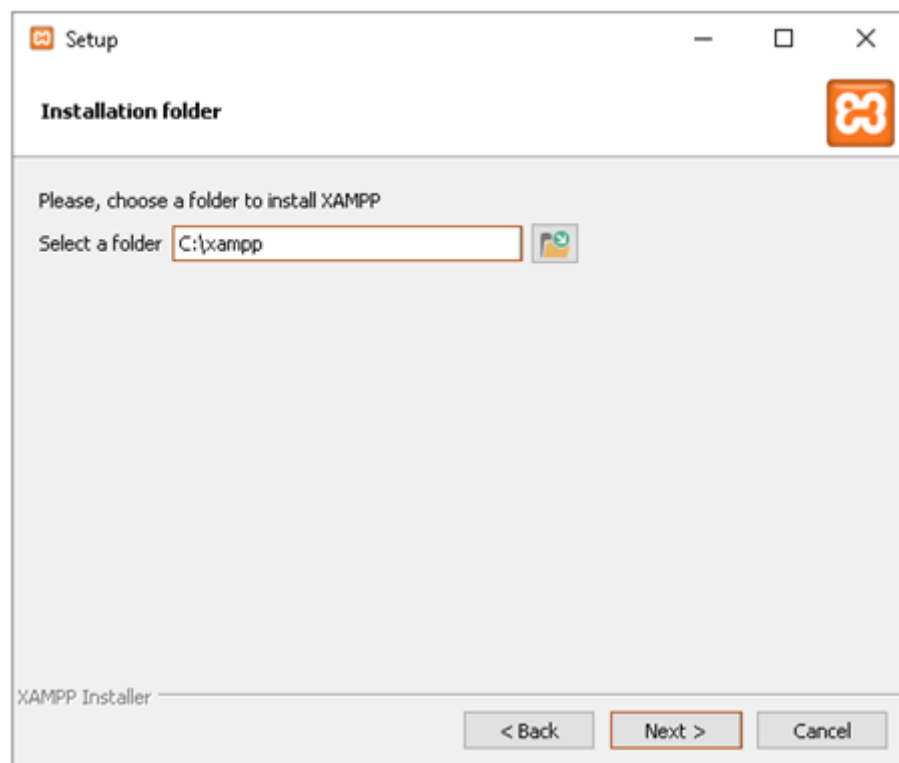 Setup
Installation folder
Please, choose a folder to install XAMPP
Select a folder C:\xampp
XAMPP Installer
< Back Next > Cancel